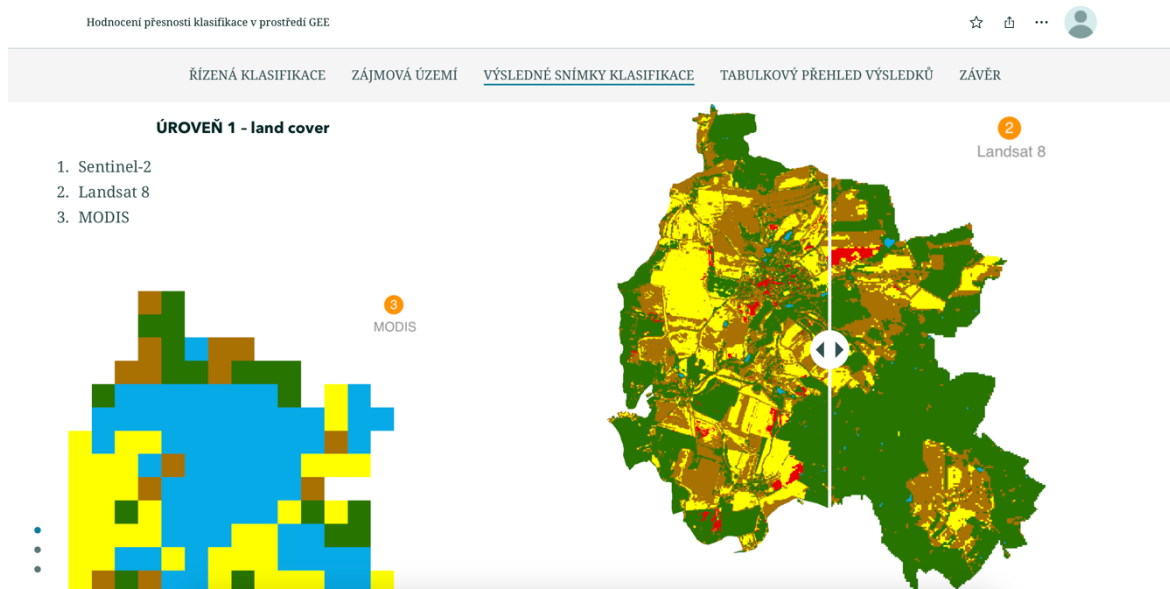 Hodnocení přesnosti klasifikace v prostředí GEE
ŘÍZENÁ KLASIFIKACE ZÁJMOVÁ ÚZEMÍ VÝSLEDNÉ SNÍMKY KLASIFIKACE TABULKOVÝ PŘEHLED VÝSLEDKŮ ZÁVĚR
ÚROVEŇ 1 - land cover
1. Sentinel-2
2. Landsat 8
3. MODIS
2
Landsat 8
3
MODIS